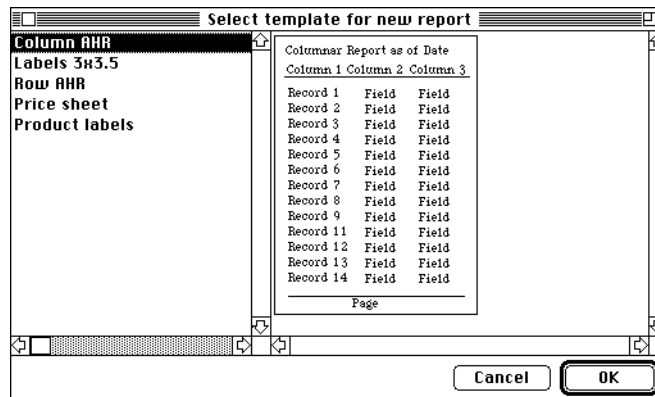 Select template for new report
Column AHR
Labels 3x3.5
Row AHR
Price sheet
Product labels
Columnar Report as of Date
Column 1 Column 2 Column 3
Record 1 Field Field
Record 2 Field Field
Record 3 Field Field
Record 4 Field Field
Record 5 Field Field
Record 6 Field Field
Record 7 Field Field
Record 8 Field Field
Record 9 Field Field
Record 11 Field Field
Record 12 Field Field
Record 13 Field Field
Record 14 Field Field
Page
Cancel OK